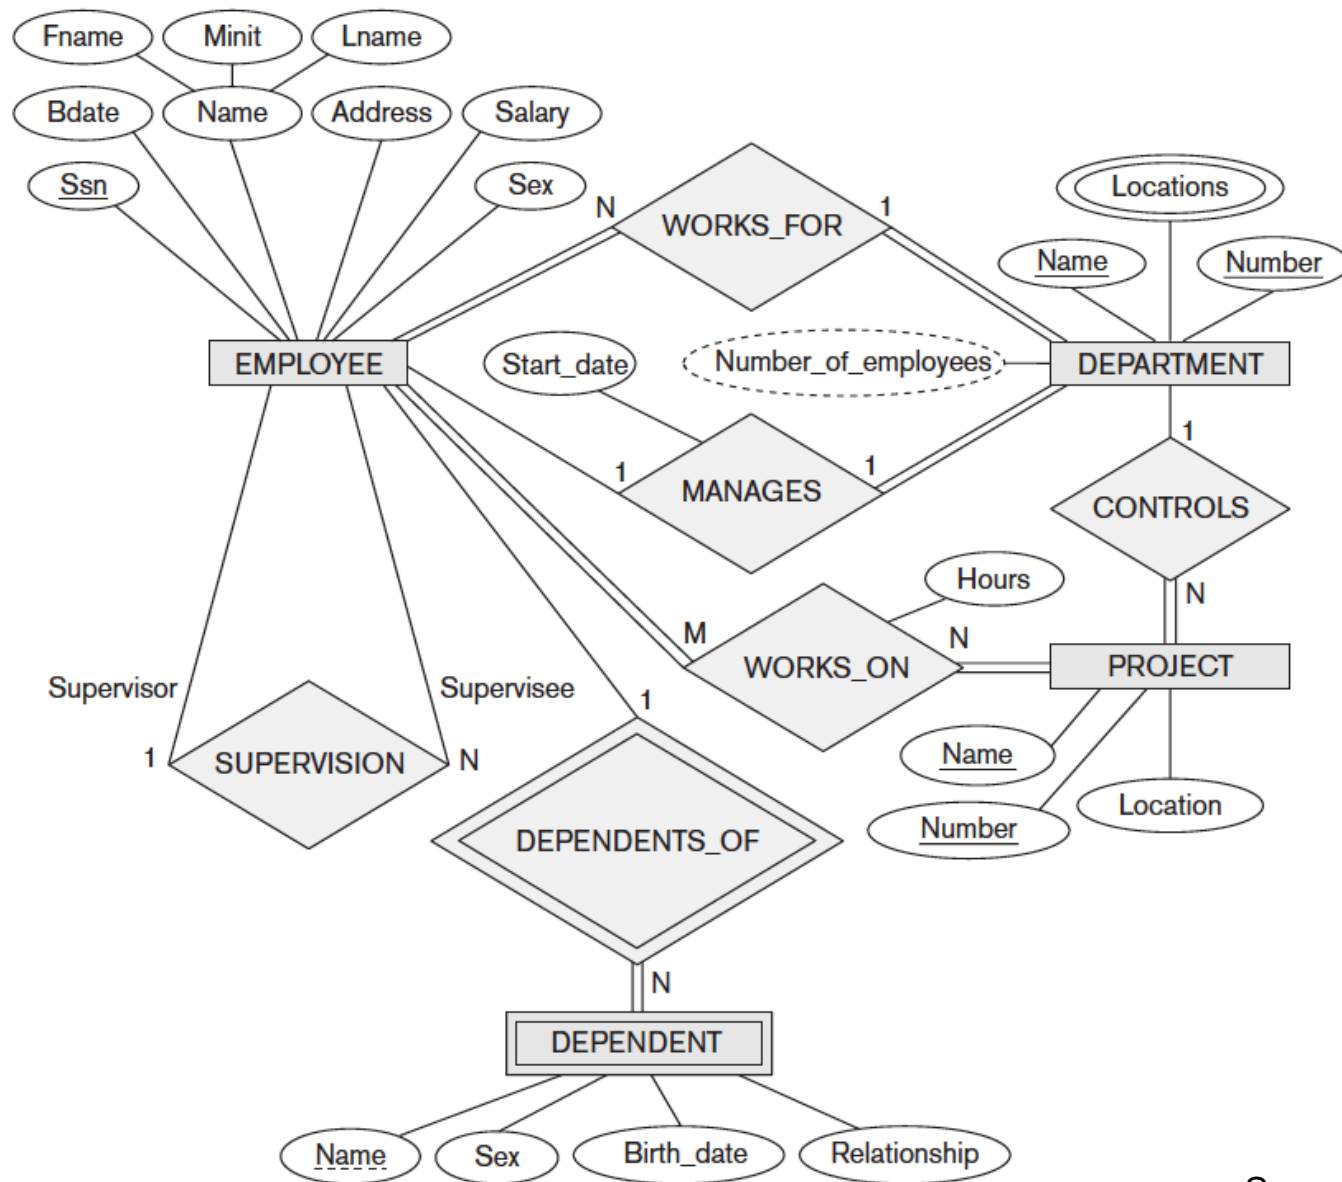 Fname Minit Lname
Bdate Name Address Salary
Ssn Sex
N WORKS_FOR 1
Locations
Name Number
EMPLOYEE
Start_date
Number_of_employees
DEPARTMENT
1 MANAGES 1
1
CONTROLS
N
Hours
M WORKS_ON N
PROJECT
Name
Number
Location
Supervisor Supervisee
1 SUPERVISION N
1
DEPENDENTS_OF
N
DEPENDENT
Name Sex Birth_date Relationship